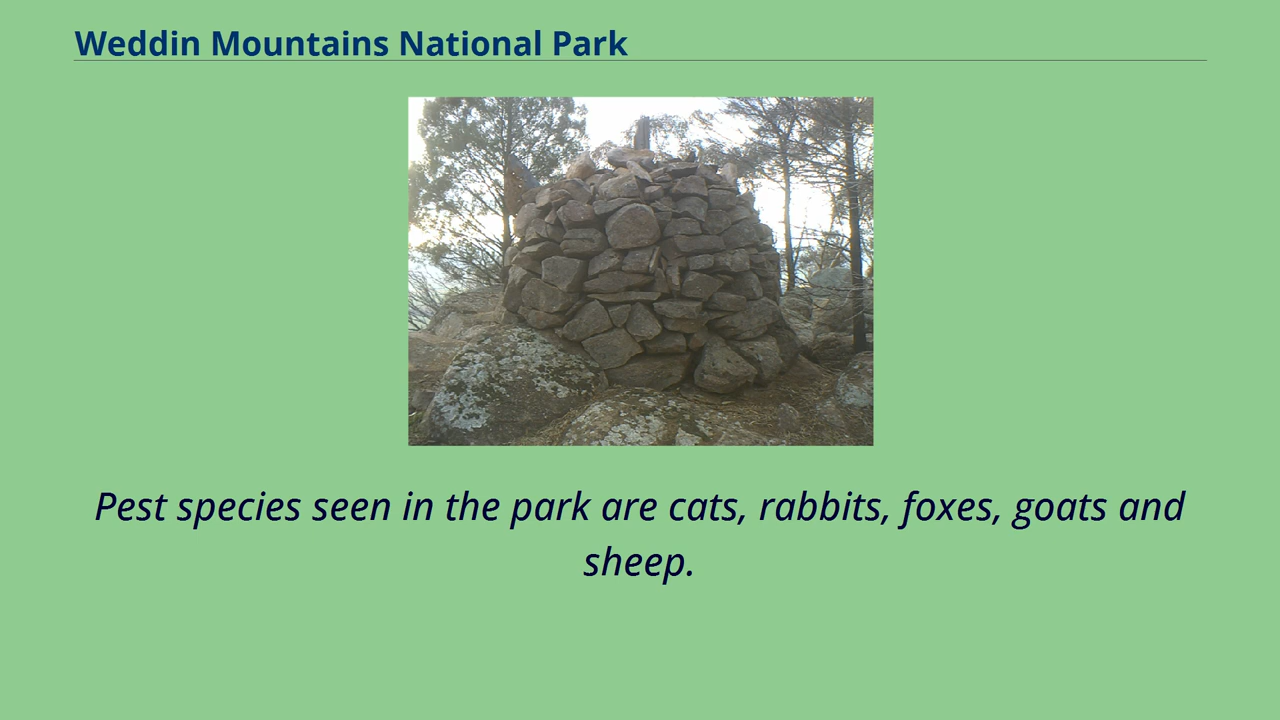 Weddin Mountains National Park
Pest species seen in the park are cats, rabbits, foxes, goats and
sheep.